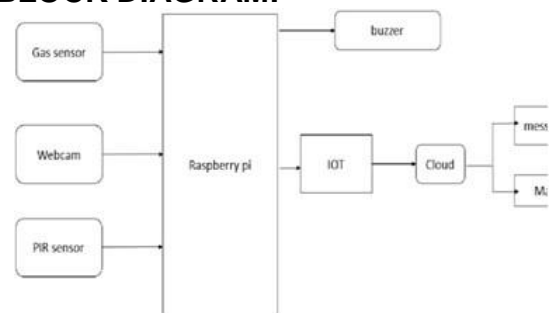 BLOCK DIAGRAM:
Gas sensor
buzzer
Webcam
Raspberry pi
IOT
Cloud
PIR sensor